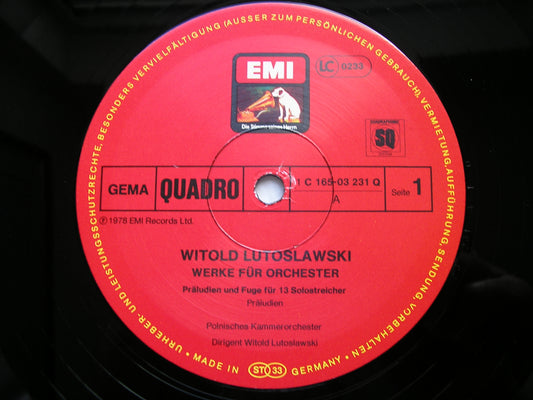 URHEBER- UND LEISTUNGSSCHUTZRECHTE, BESONDERS VERVIELFÄLTIGUNG (AUSSER ZUM PERSÖNLICHEN GEBRAUCH), VERMIETUNG, AUFFÜHRUNG, SENDUNG, VORBEHALTEN · MADE IN STEREO 33 GERMANY ·
EMI
LC 0233
Die Stimme seines Herrn
QUADRAPHONIC
SQ
GEMA QUADRO 1 C 165-03 231 Q Seite 1
A
℗ 1978 EMI Records Ltd.
WITOLD LUTOSLAWSKI
WERKE FÜR ORCHESTER
Präludien und Fuge für 13 Solostreicher
Präludien
Polnisches Kammerorchester
Dirigent Witold Lutoslawski